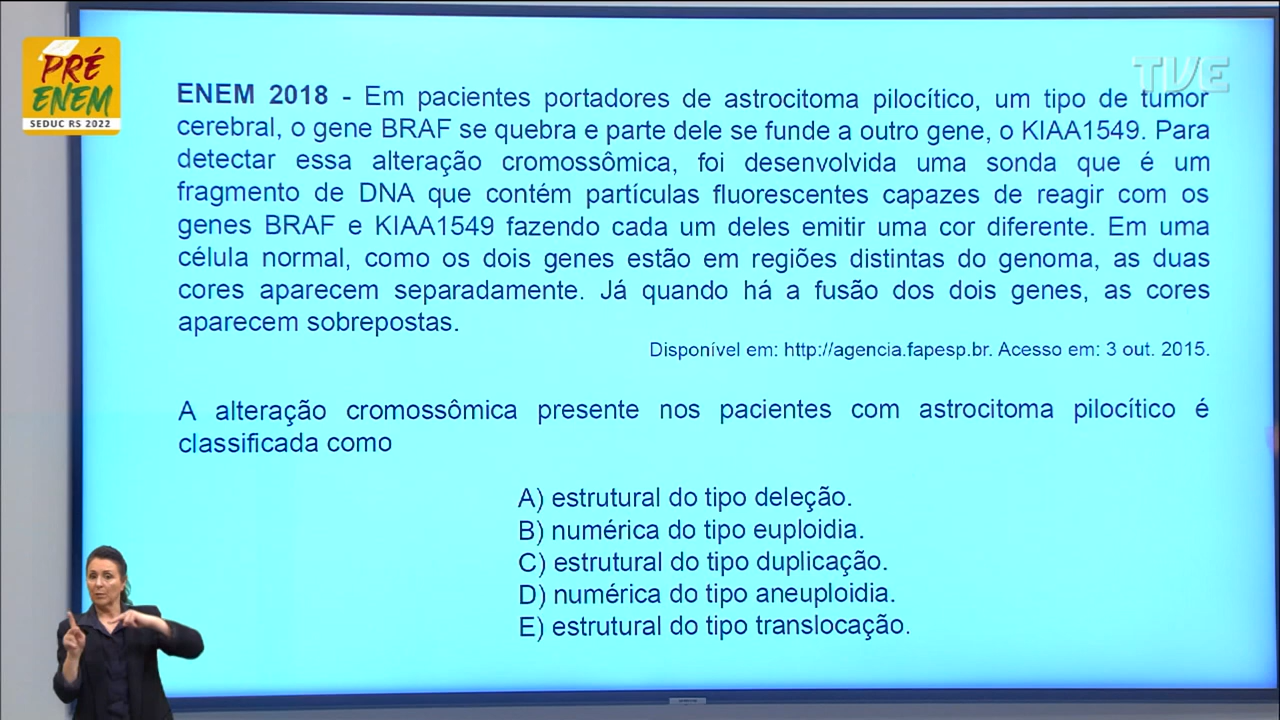 PRÉ
ENEM
SEDUC RS 2022
TVE
ENEM 2018 - Em pacientes portadores de astrocitoma pilocítico, um tipo de tumor
cerebral, o gene BRAF se quebra e parte dele se funde a outro gene, o KIAA1549. Para
detectar essa alteração cromossômica, foi desenvolvida uma sonda que é um
fragmento de DNA que contém partículas fluorescentes capazes de reagir com os
genes BRAF e KIAA1549 fazendo cada um deles emitir uma cor diferente. Em uma
célula normal, como os dois genes estão em regiões distintas do genoma, as duas
cores aparecem separadamente. Já quando há a fusão dos dois genes, as cores
aparecem sobrepostas.
Disponível em: http://agencia.fapesp.br. Acesso em: 3 out. 2015.
A alteração cromossômica presente nos pacientes com astrocitoma pilocítico é
classificada como
A) estrutural do tipo deleção.
B) numérica do tipo euploidia.
C) estrutural do tipo duplicação.
D) numérica do tipo aneuploidia.
E) estrutural do tipo translocação.